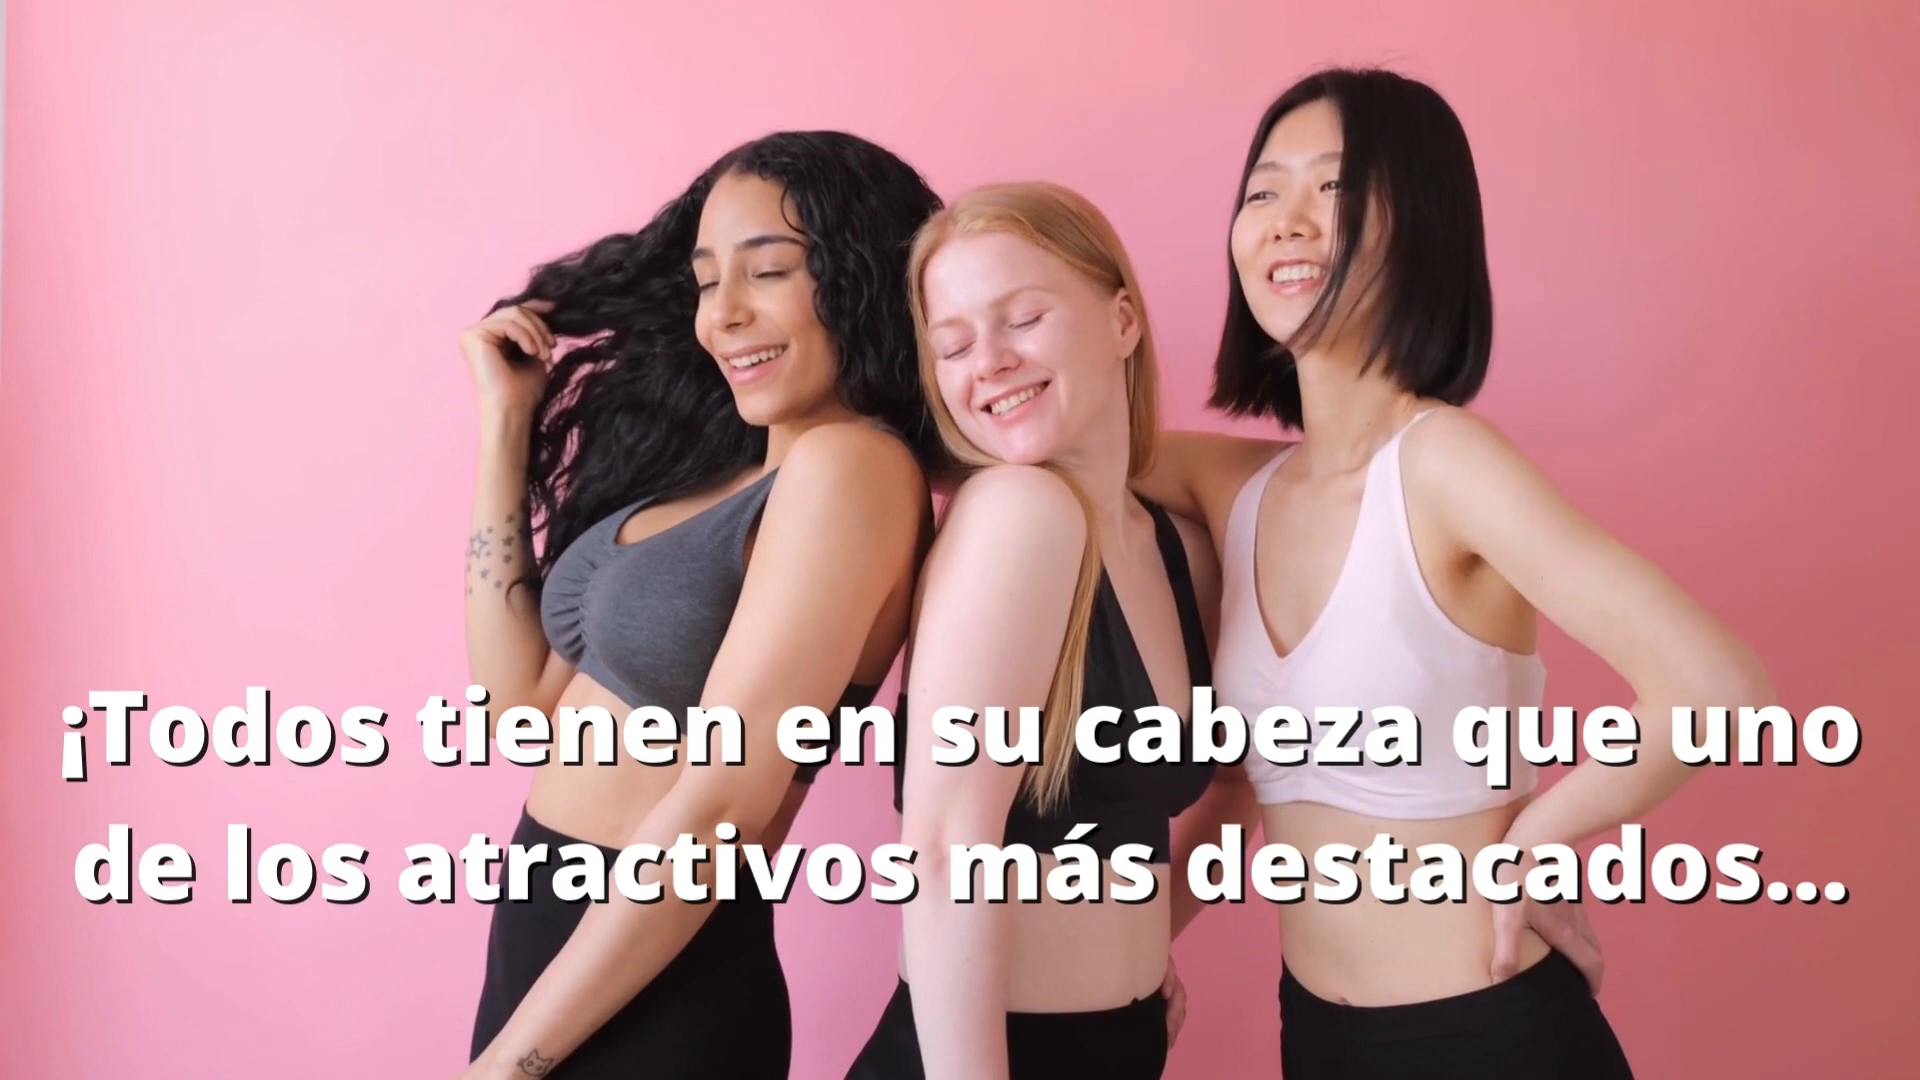 ¡Todos tienen en su cabeza que uno
de los atractivos más destacados...